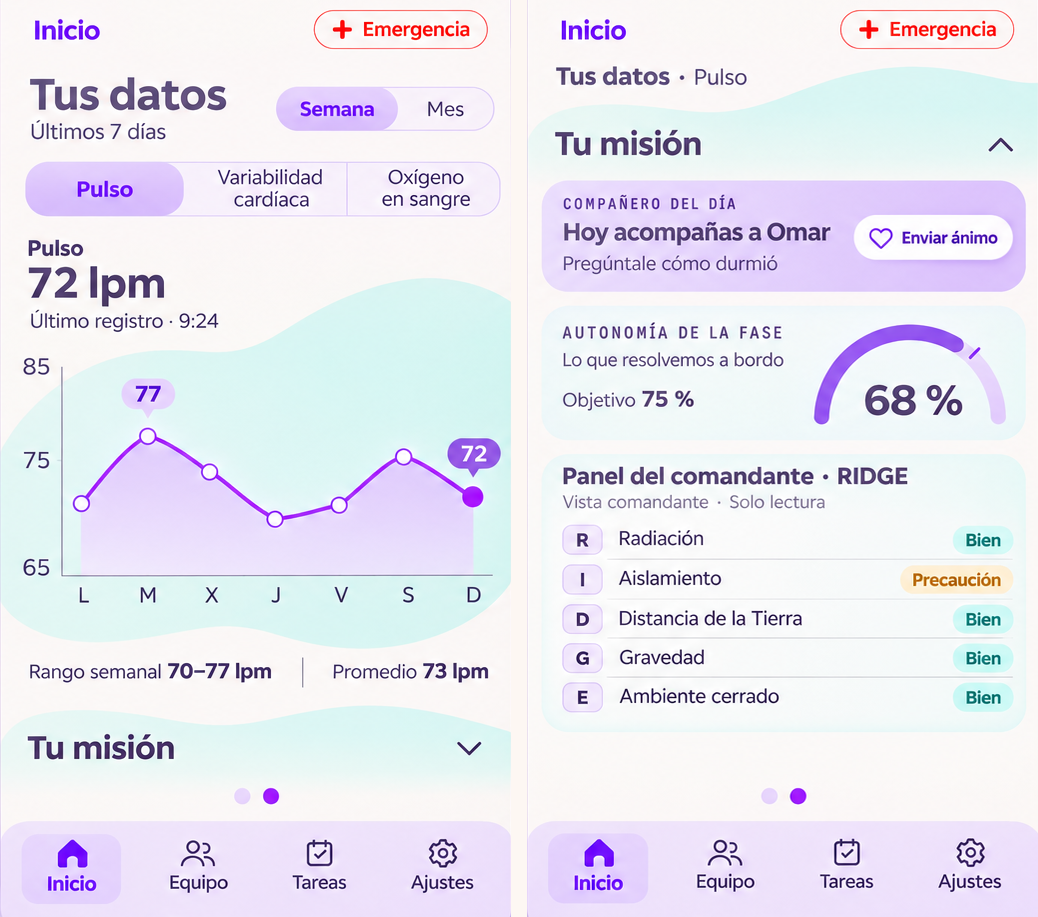 Inicio
Emergencia
Tus datos
Últimos 7 días
Semana
Mes
Pulso
Variabilidad
cardíaca
Oxígeno
en sangre
Pulso
72 lpm
Último registro · 9:24
85
75
65
77
72
L M X J V S D
Rango semanal 70–77 lpm
Promedio 73 lpm
Tu misión
Inicio
Equipo
Tareas
Ajustes
Inicio
Emergencia
Tus datos · Pulso
Tu misión
COMPAÑERO DEL DÍA
Hoy acompañas a Omar
Pregúntale cómo durmió
Enviar ánimo
AUTONOMÍA DE LA FASE
Lo que resolvemos a bordo
Objetivo 75 %
68 %
Panel del comandante · RIDGE
Vista comandante · Solo lectura
R Radiación Bien
I Aislamiento Precaución
D Distancia de la Tierra Bien
G Gravedad Bien
E Ambiente cerrado Bien
Inicio
Equipo
Tareas
Ajustes